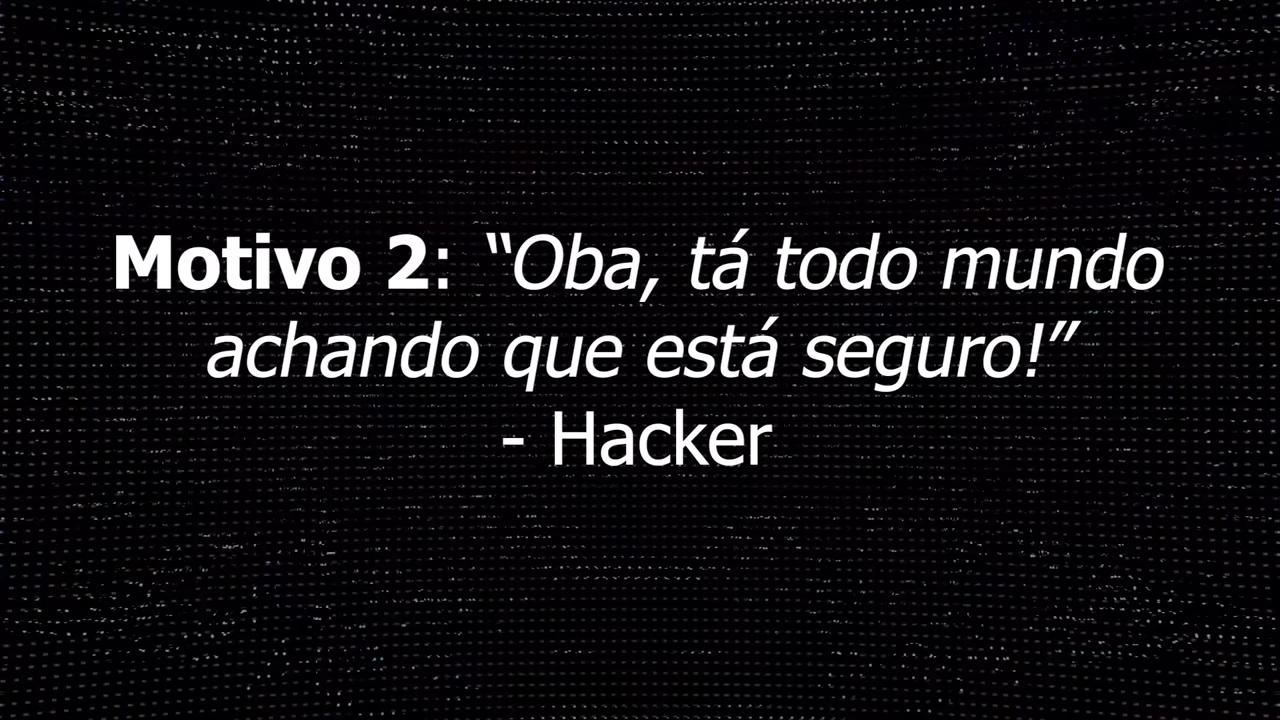 Motivo 2: “Oba, tá todo mundo
achando que está seguro!”
- Hacker